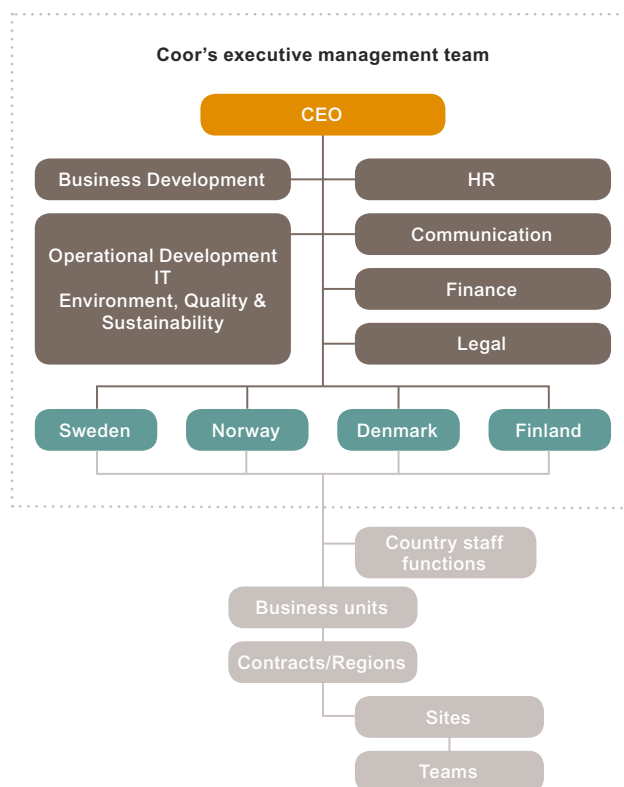 Coor's executive management team
CEO
Business Development
HR
Operational Development
IT
Environment, Quality &
Sustainability
Communication
Finance
Legal
Sweden
Norway
Denmark
Finland
Country staff
functions
Business units
Contracts/Regions
Sites
Teams